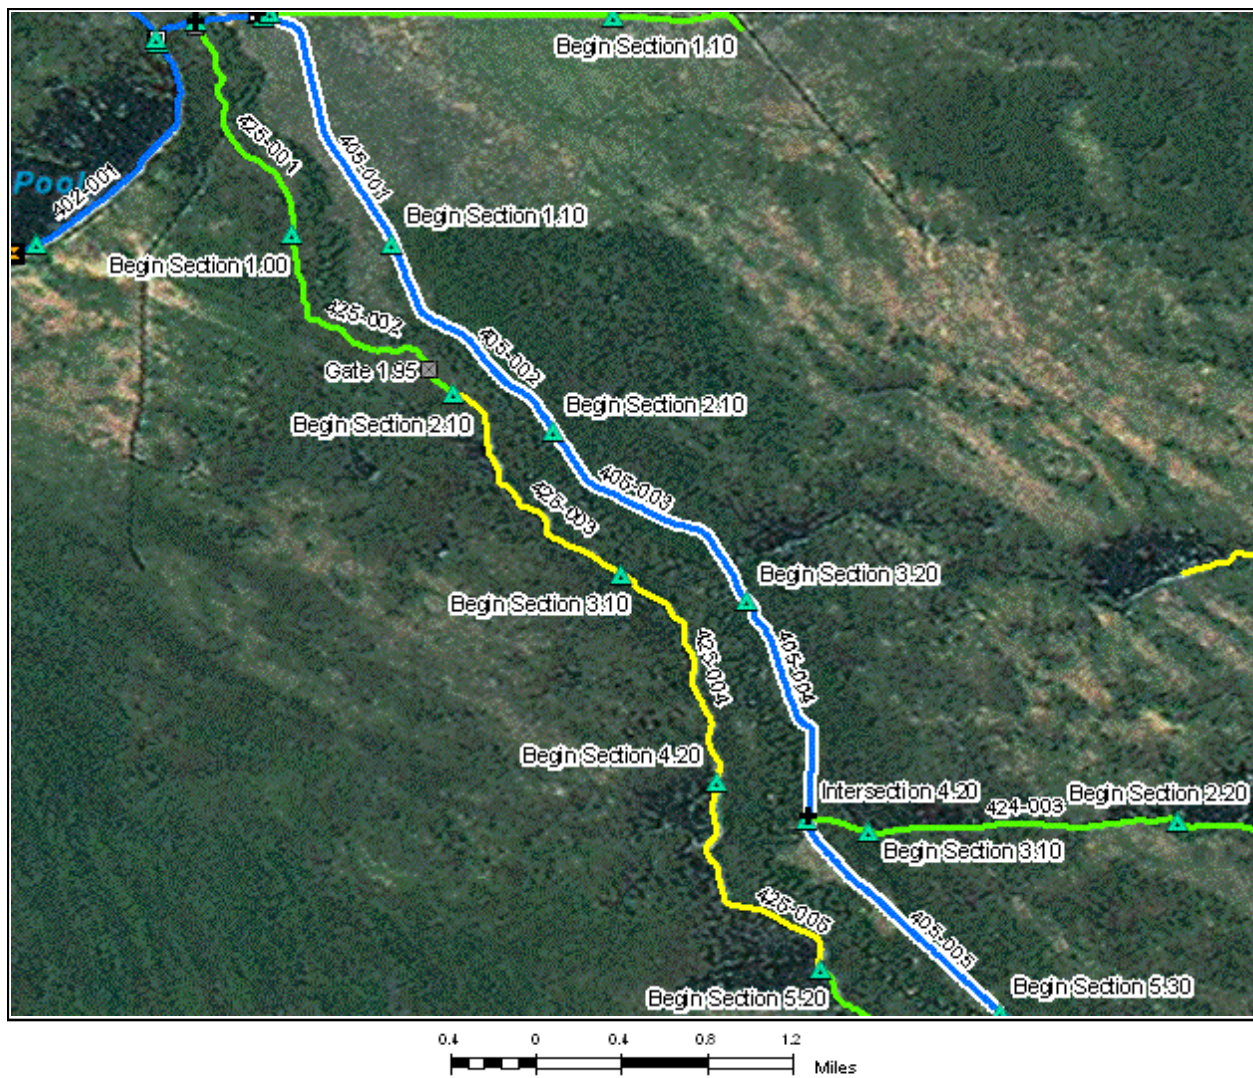 Begin Section 1.10
425-001
405-001
Pool
402-001
Begin Section 1.10
Begin Section 1.00
425-002
405-002
Gate 1.95
Begin Section 2.10
Begin Section 2.10
405-003
425-003
Begin Section 3.20
Begin Section 3.10
425-004
405-004
Begin Section 4.20
Intersection 4.20
424-003
Begin Section 2.20
Begin Section 3.10
425-005
405-005
Begin Section 5.20
Begin Section 5.30
0.4 0 0.4 0.8 1.2
Miles